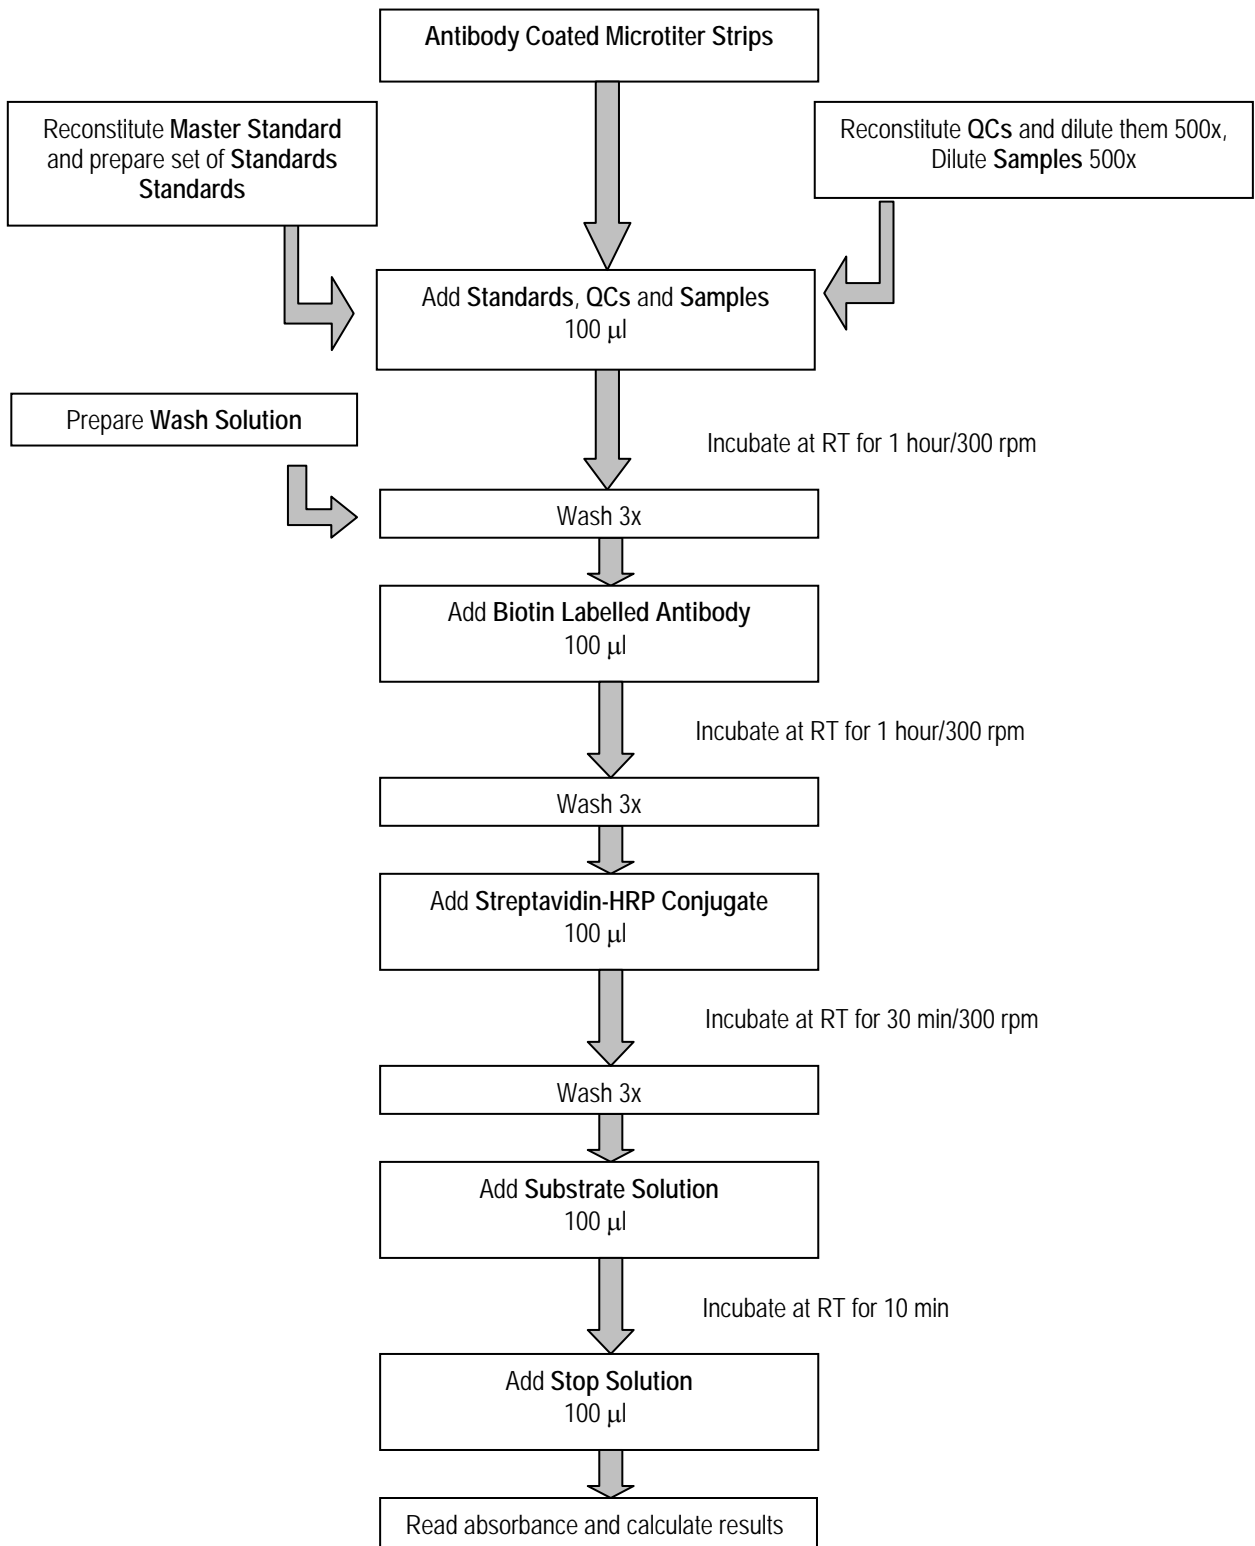 Antibody Coated Microtiter Strips
Reconstitute Master Standard
and prepare set of Standards
Standards
Reconstitute QCs and dilute them 500x,
Dilute Samples 500x
Add Standards, QCs and Samples
100 µl
Prepare Wash Solution
Incubate at RT for 1 hour/300 rpm
Wash 3x
Add Biotin Labelled Antibody
100 µl
Incubate at RT for 1 hour/300 rpm
Wash 3x
Add Streptavidin-HRP Conjugate
100 µl
Incubate at RT for 30 min/300 rpm
Wash 3x
Add Substrate Solution
100 µl
Incubate at RT for 10 min
Add Stop Solution
100 µl
Read absorbance and calculate results